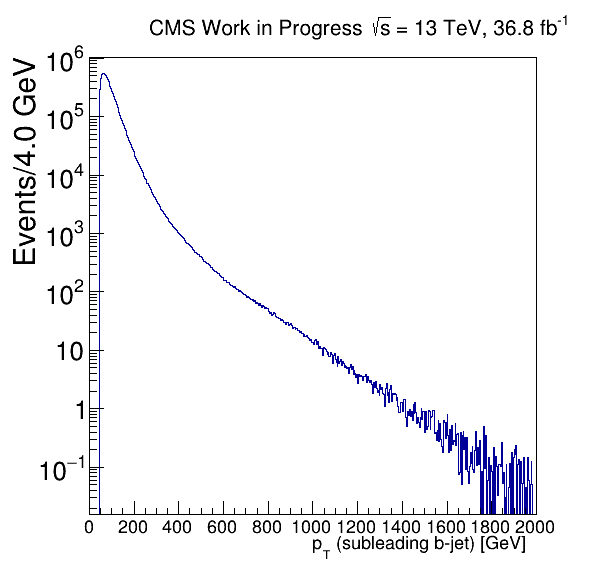 CMS Work in Progress √s = 13 TeV, 36.8 fb⁻¹
Events/4.0 GeV
10⁶
10⁵
10⁴
10³
10²
10
1
10⁻¹
0 200 400 600 800 1000 1200 1400 1600 1800 2000
p_T (subleading b-jet) [GeV]